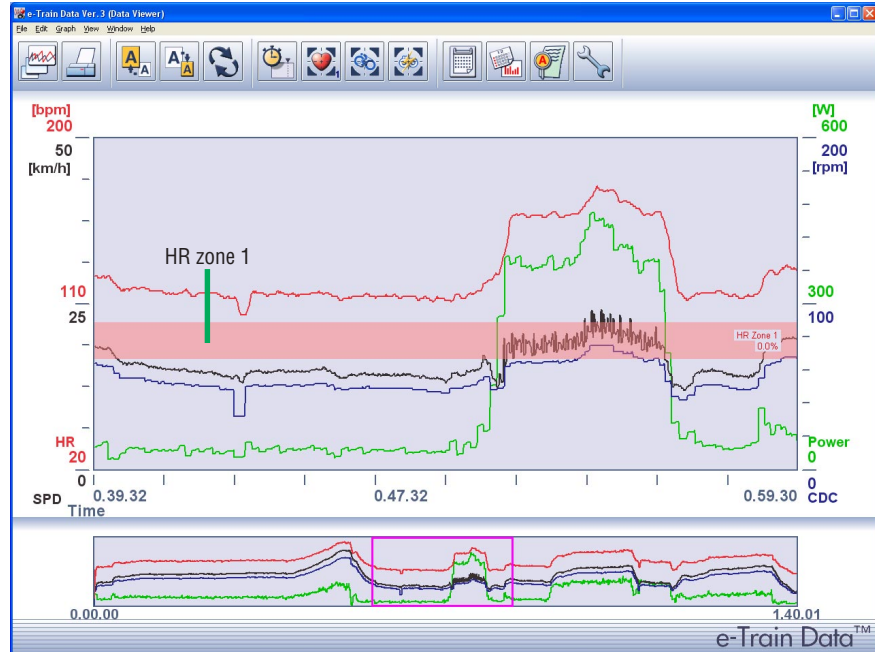 e-Train Data Ver. 3 (Data Viewer)
File Edit Graph View Window Help
A A
A A
1
A
[bpm]
200
50
[km/h]
[W]
600
200
[rpm]
HR zone 1
110
25
300
100
HR Zone 1
0.0%
HR
20
0
Power
0
0
SPD 0.39.32 0.47.32 0.59.30 CDC
Time
0.00.00 1.40.01
e-Train Data™